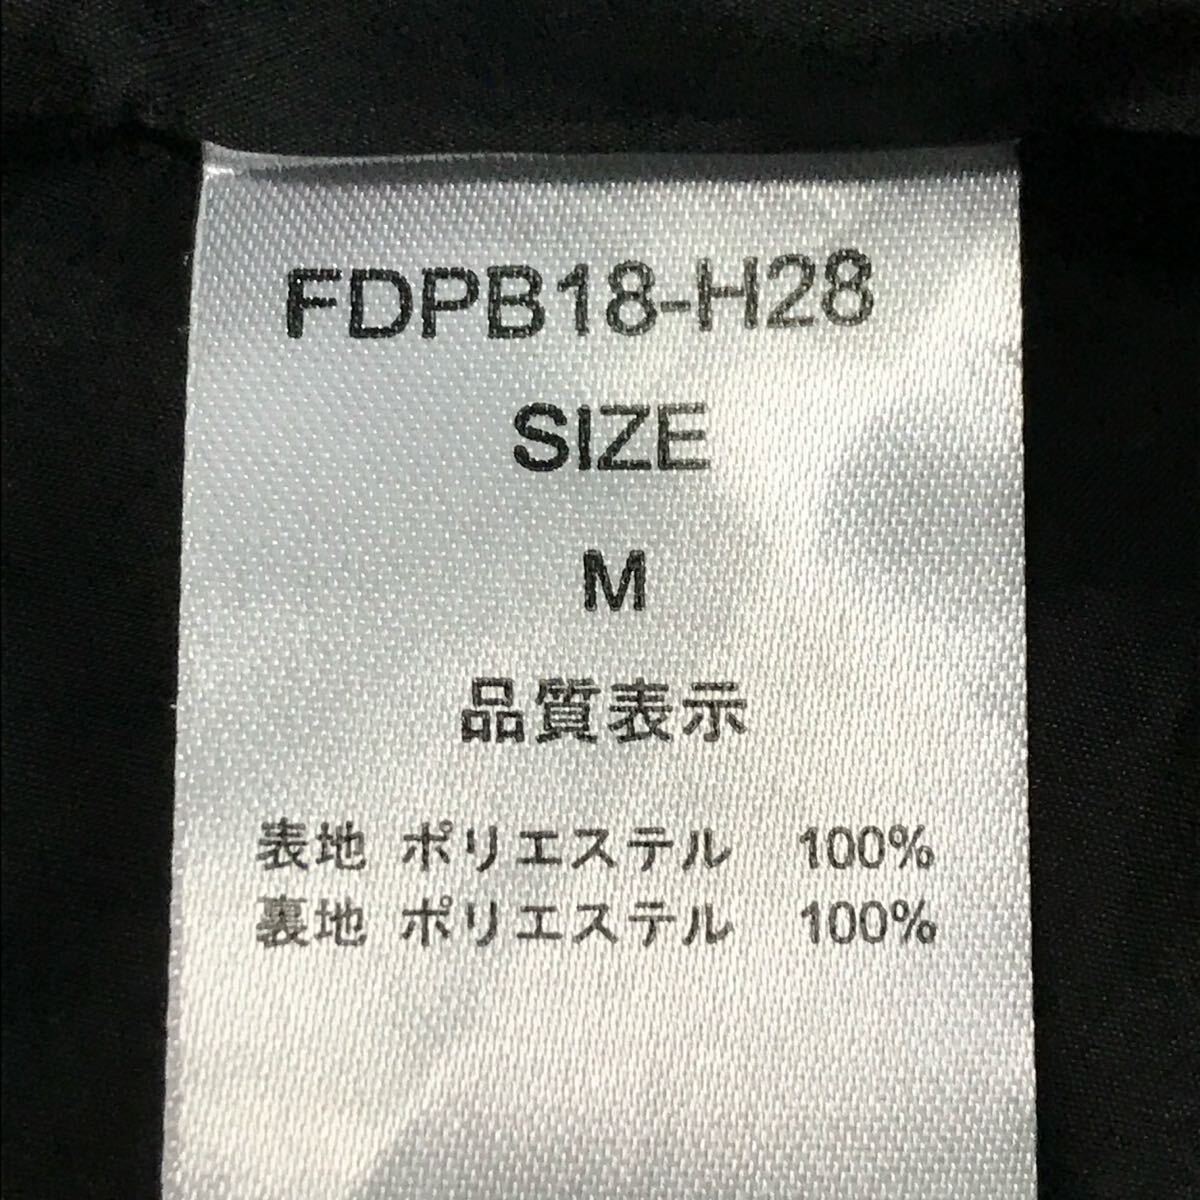 FDPB18-H28
SIZE
M
品質表示
表地 ポリエステル 100%
裏地 ポリエステル 100%